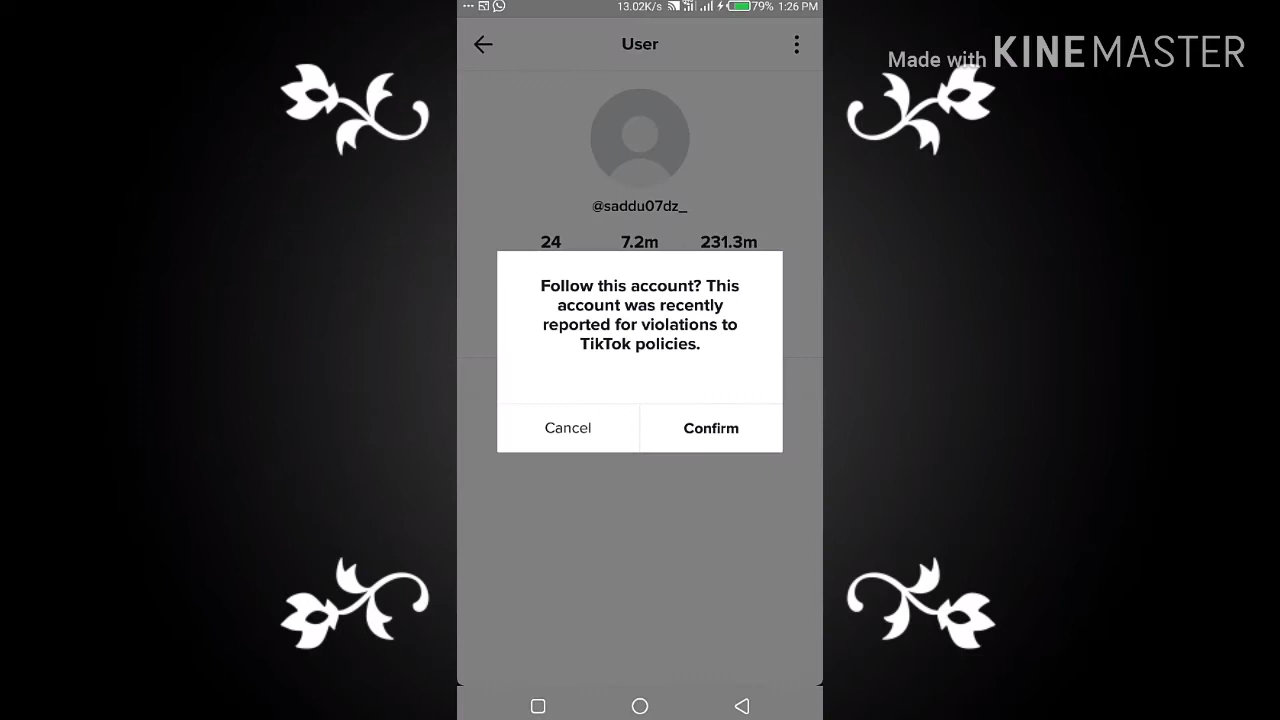 13.02K/s 79% 1:26 PM
User
Made with KINEMASTER
@saddu07dz_
24 7.2m 231.3m
Follow this account? This
account was recently
reported for violations to
TikTok policies.
Cancel Confirm